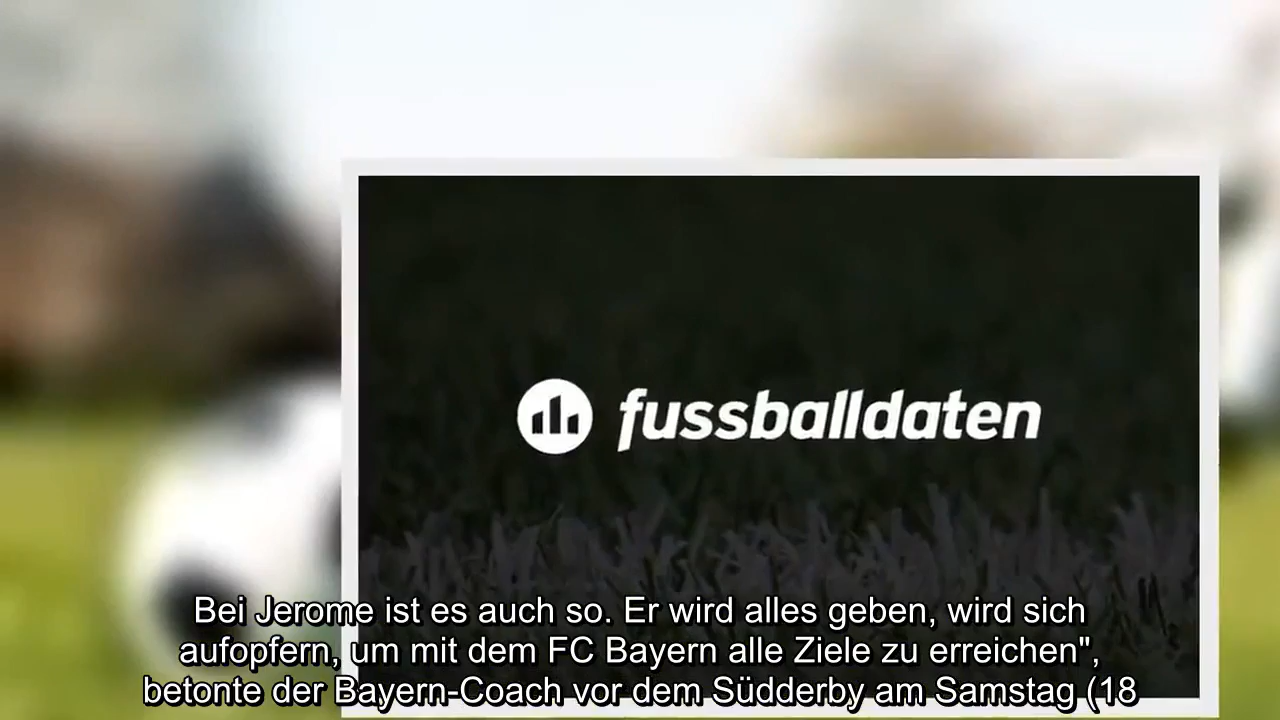 fussballdaten
Bei Jerome ist es auch so. Er wird alles geben, wird sich
aufopfern, um mit dem FC Bayern alle Ziele zu erreichen",
betonte der Bayern-Coach vor dem Südderby am Samstag (18